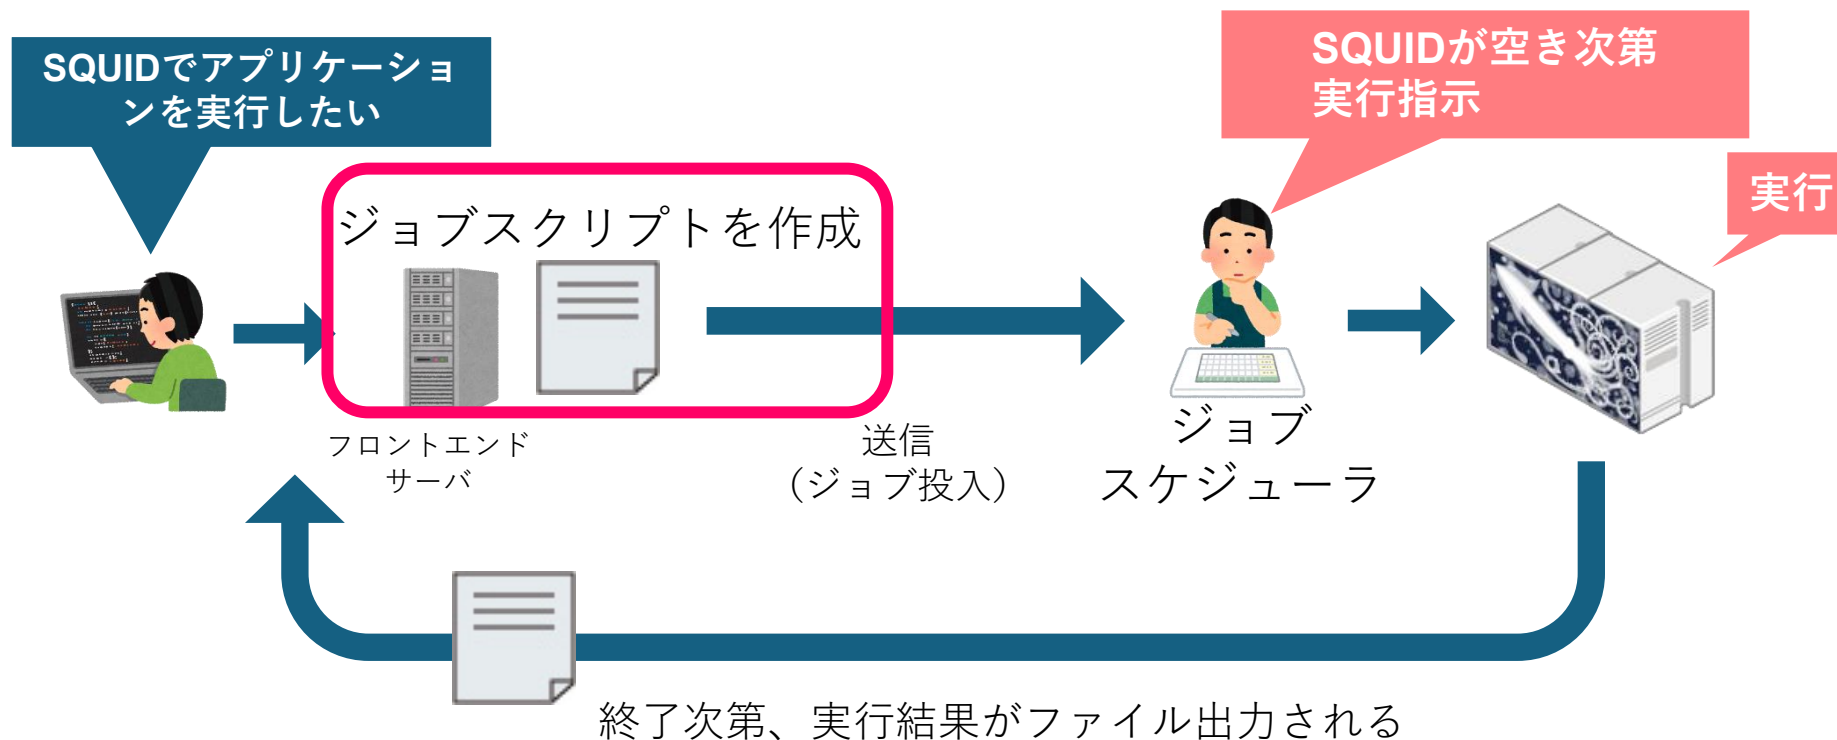 SQUIDでアプリケーショ
ンを実行したい
SQUIDが空き次第
実行指示
実行
ジョブスクリプトを作成
フロントエンド
サーバ
送信
（ジョブ投入）
ジョブ
スケジューラ
終了次第、実行結果がファイル出力される